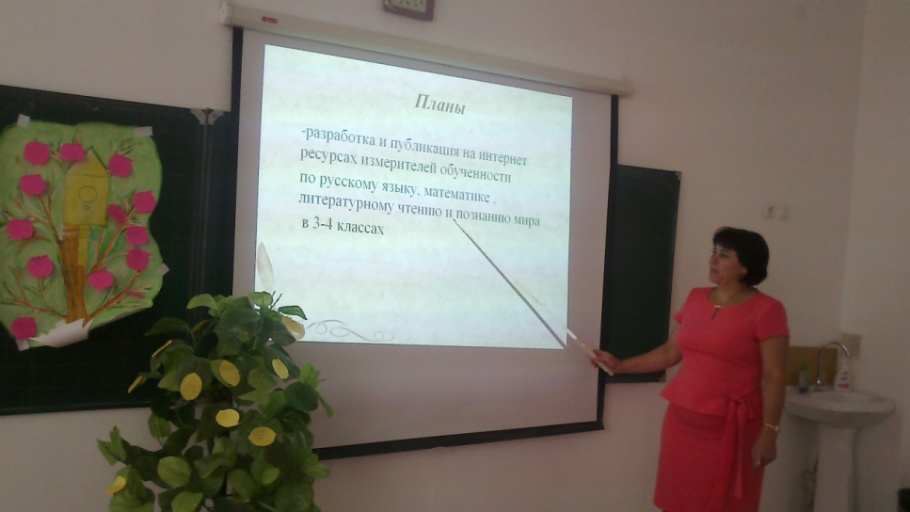 Планы
-разработка и публикация на интернет
ресурсах измерителей обученности
по русскому языку, математике ,
литературному чтению и познанию мира
в 3-4 классах